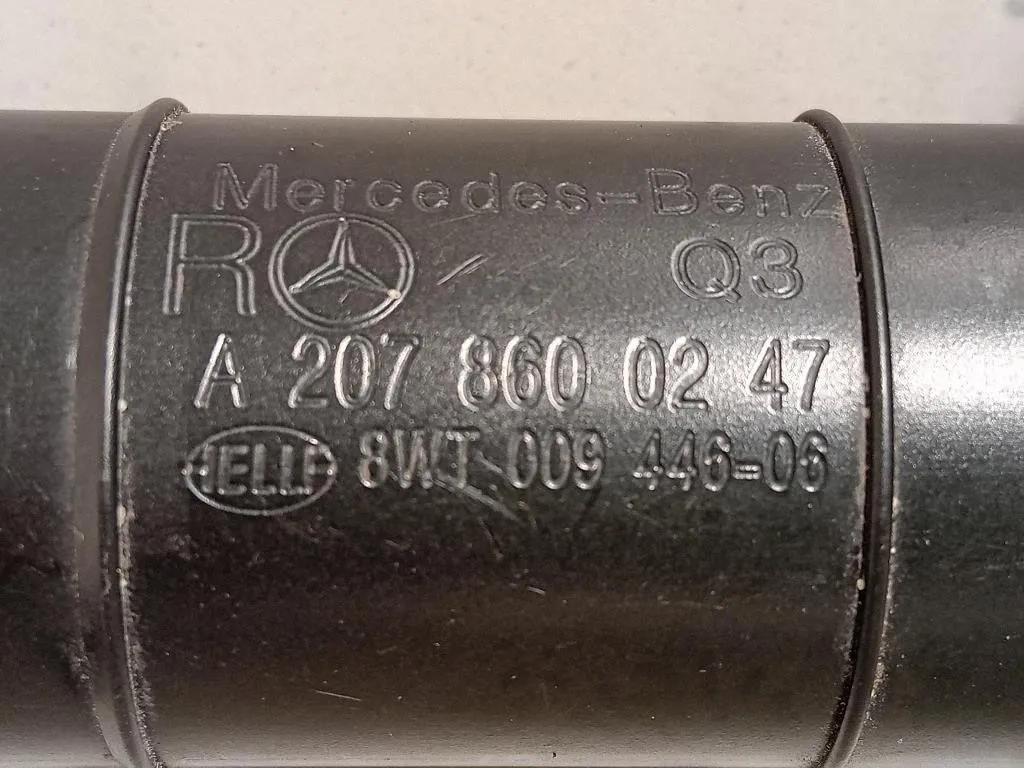 Mercedes-Benz
R Q3
A 207 860 02 47
HELLA 8WT 009 446-06